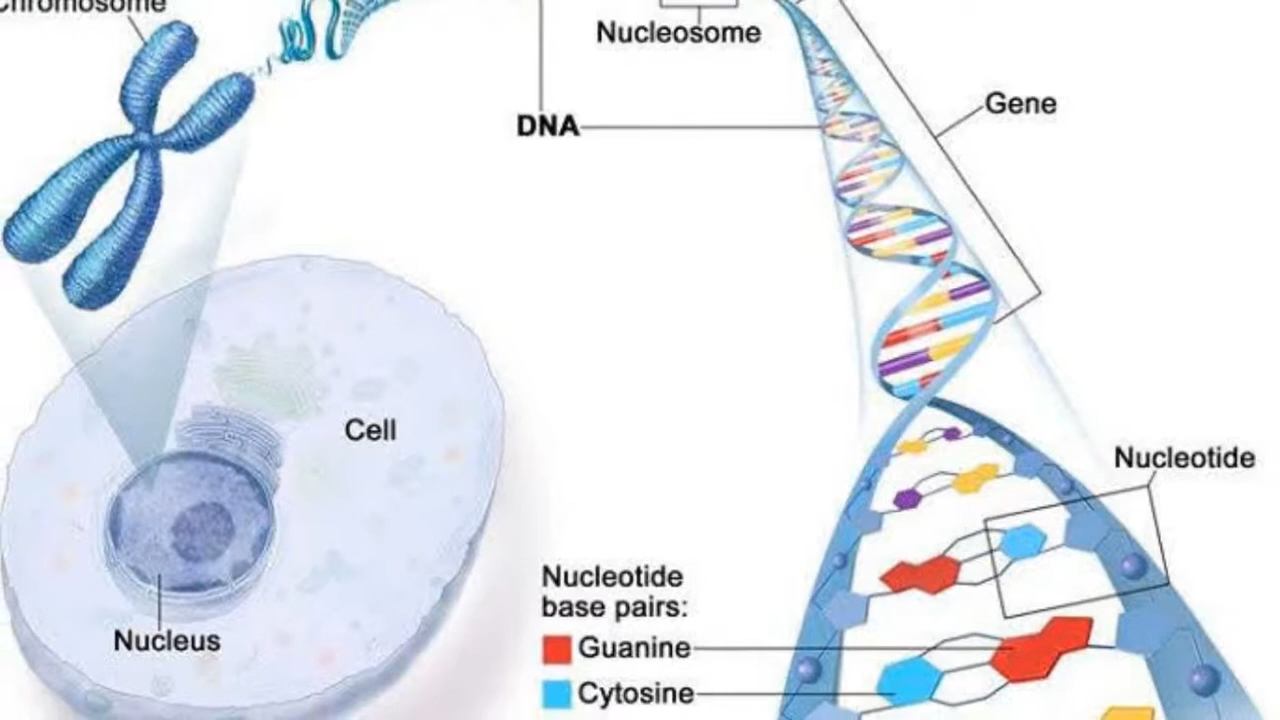 Chromosome
Nucleosome
Gene
DNA
Cell
Nucleotide
Nucleotide
base pairs:
Guanine
Cytosine
Nucleus